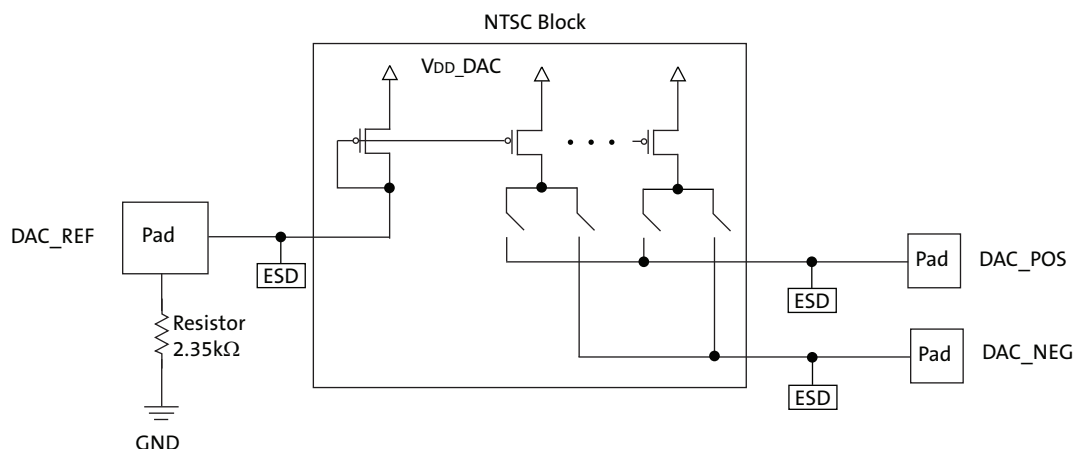 NTSC Block
VDD_DAC
DAC_REF
Pad
ESD
Resistor
2.35kΩ
GND
Pad
DAC_POS
ESD
Pad
DAC_NEG
ESD